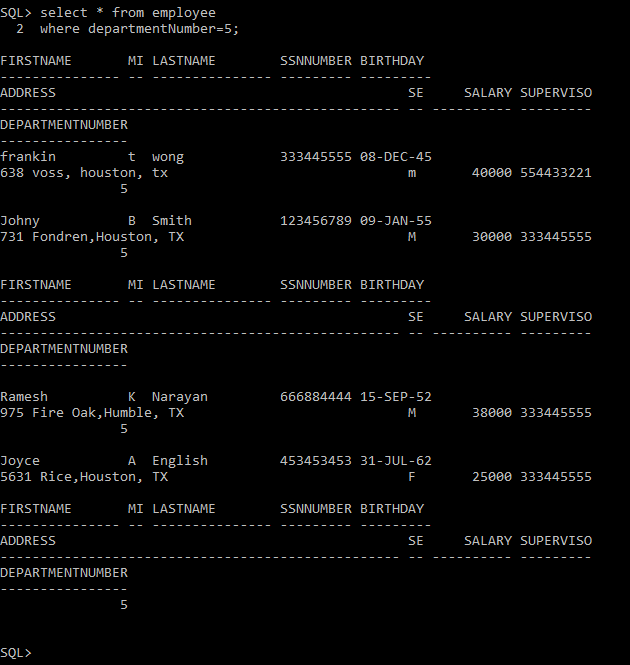 SQL> select * from employee
  2  where departmentNumber=5;

FIRSTNAME       MI LASTNAME        SSNNUMBER BIRTHDAY
--------------- -- --------------- --------- ---------
ADDRESS                                            SE     SALARY SUPERVISO
-------------------------------------------------- -- ---------- ---------
DEPARTMENTNUMBER
----------------
frankin         t  wong            333445555 08-DEC-45
638 voss, houston, tx                              m       40000 554433221
               5

Johny           B  Smith           123456789 09-JAN-55
731 Fondren,Houston, TX                            M       30000 333445555
               5

FIRSTNAME       MI LASTNAME        SSNNUMBER BIRTHDAY
--------------- -- --------------- --------- ---------
ADDRESS                                            SE     SALARY SUPERVISO
-------------------------------------------------- -- ---------- ---------
DEPARTMENTNUMBER
----------------

Ramesh          K  Narayan         666884444 15-SEP-52
975 Fire Oak,Humble, TX                            M       38000 333445555
               5

Joyce           A  English         453453453 31-JUL-62
5631 Rice,Houston, TX                              F       25000 333445555

FIRSTNAME       MI LASTNAME        SSNNUMBER BIRTHDAY
--------------- -- --------------- --------- ---------
ADDRESS                                            SE     SALARY SUPERVISO
-------------------------------------------------- -- ---------- ---------
DEPARTMENTNUMBER
----------------
               5


SQL>